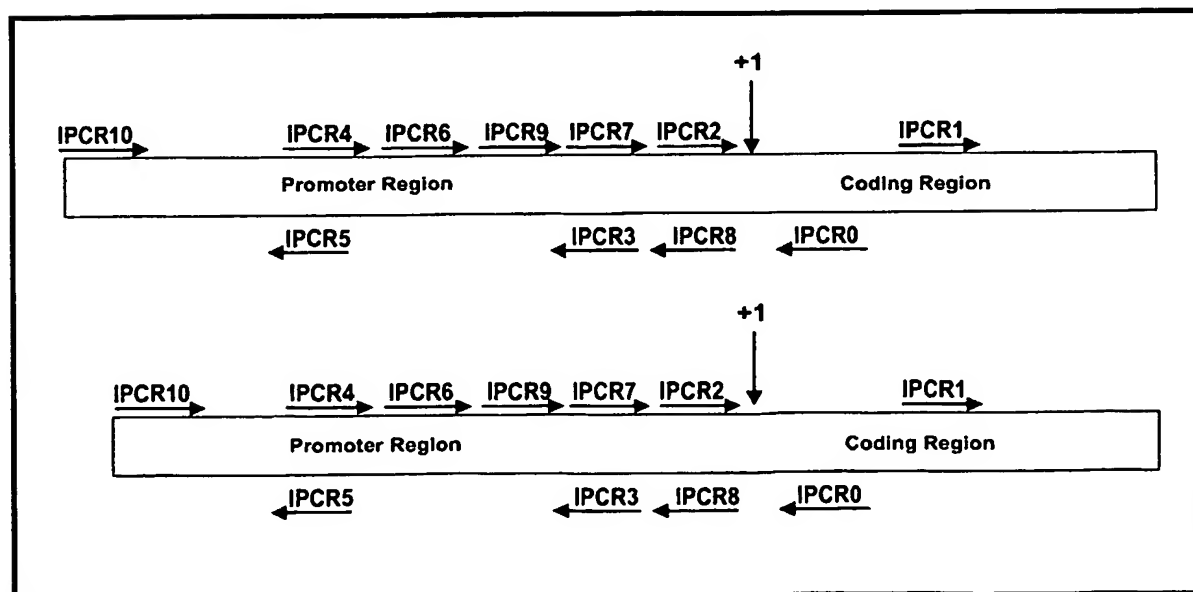 +1
IPCR10 IPCR4 IPCR6 IPCR9 IPCR7 IPCR2 IPCR1
Promoter Region Coding Region
IPCR5 IPCR3 IPCR8 IPCR0
+1
IPCR10 IPCR4 IPCR6 IPCR9 IPCR7 IPCR2 IPCR1
Promoter Region Coding Region
IPCR5 IPCR3 IPCR8 IPCR0